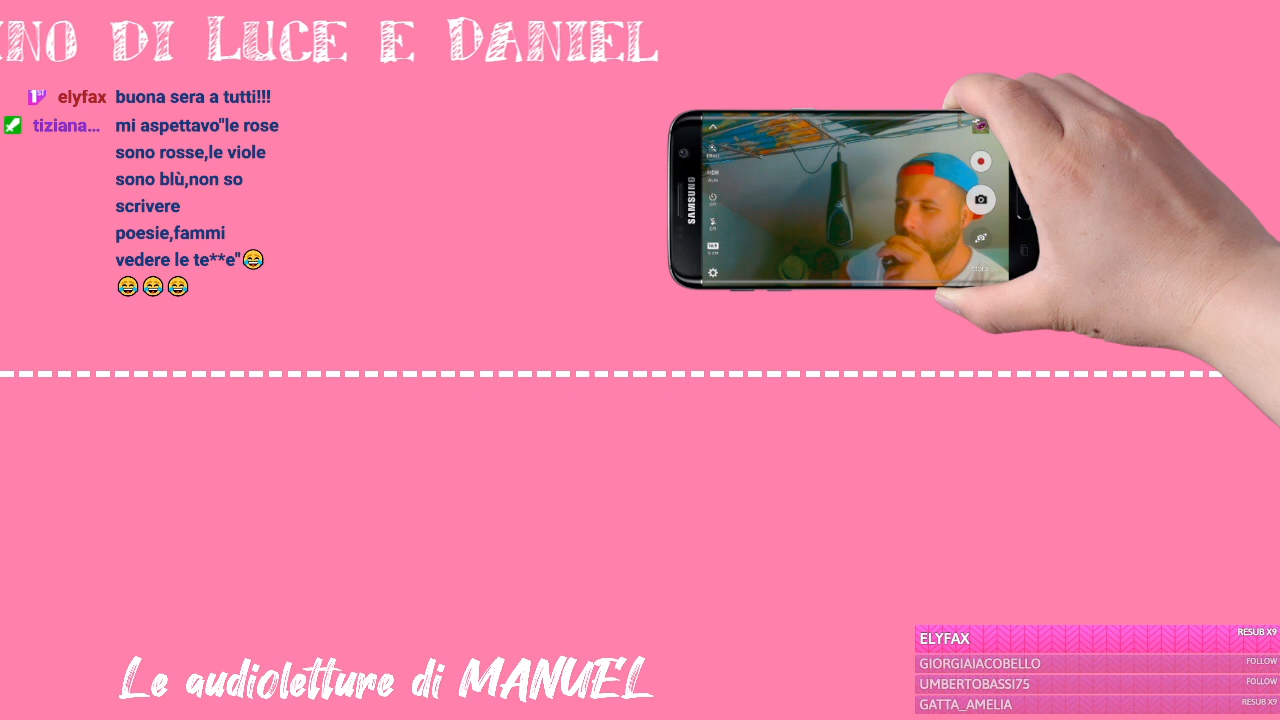 INO DI LUCE E DANIEL
elyfax buona sera a tutti!!!
tiziana... mi aspettavo"le rose
sono rosse,le viole
sono blù,non so
scrivere
poesie,fammi
vedere le te**e"😂
😂😂😂
SAMSUNG
Le audioletture di MANUEL
ELYFAX RESUB X9
GIORGIAIACOBELLO FOLLOW
UMBERTOBASSI75 FOLLOW
GATTA_AMELIA RESUB X9